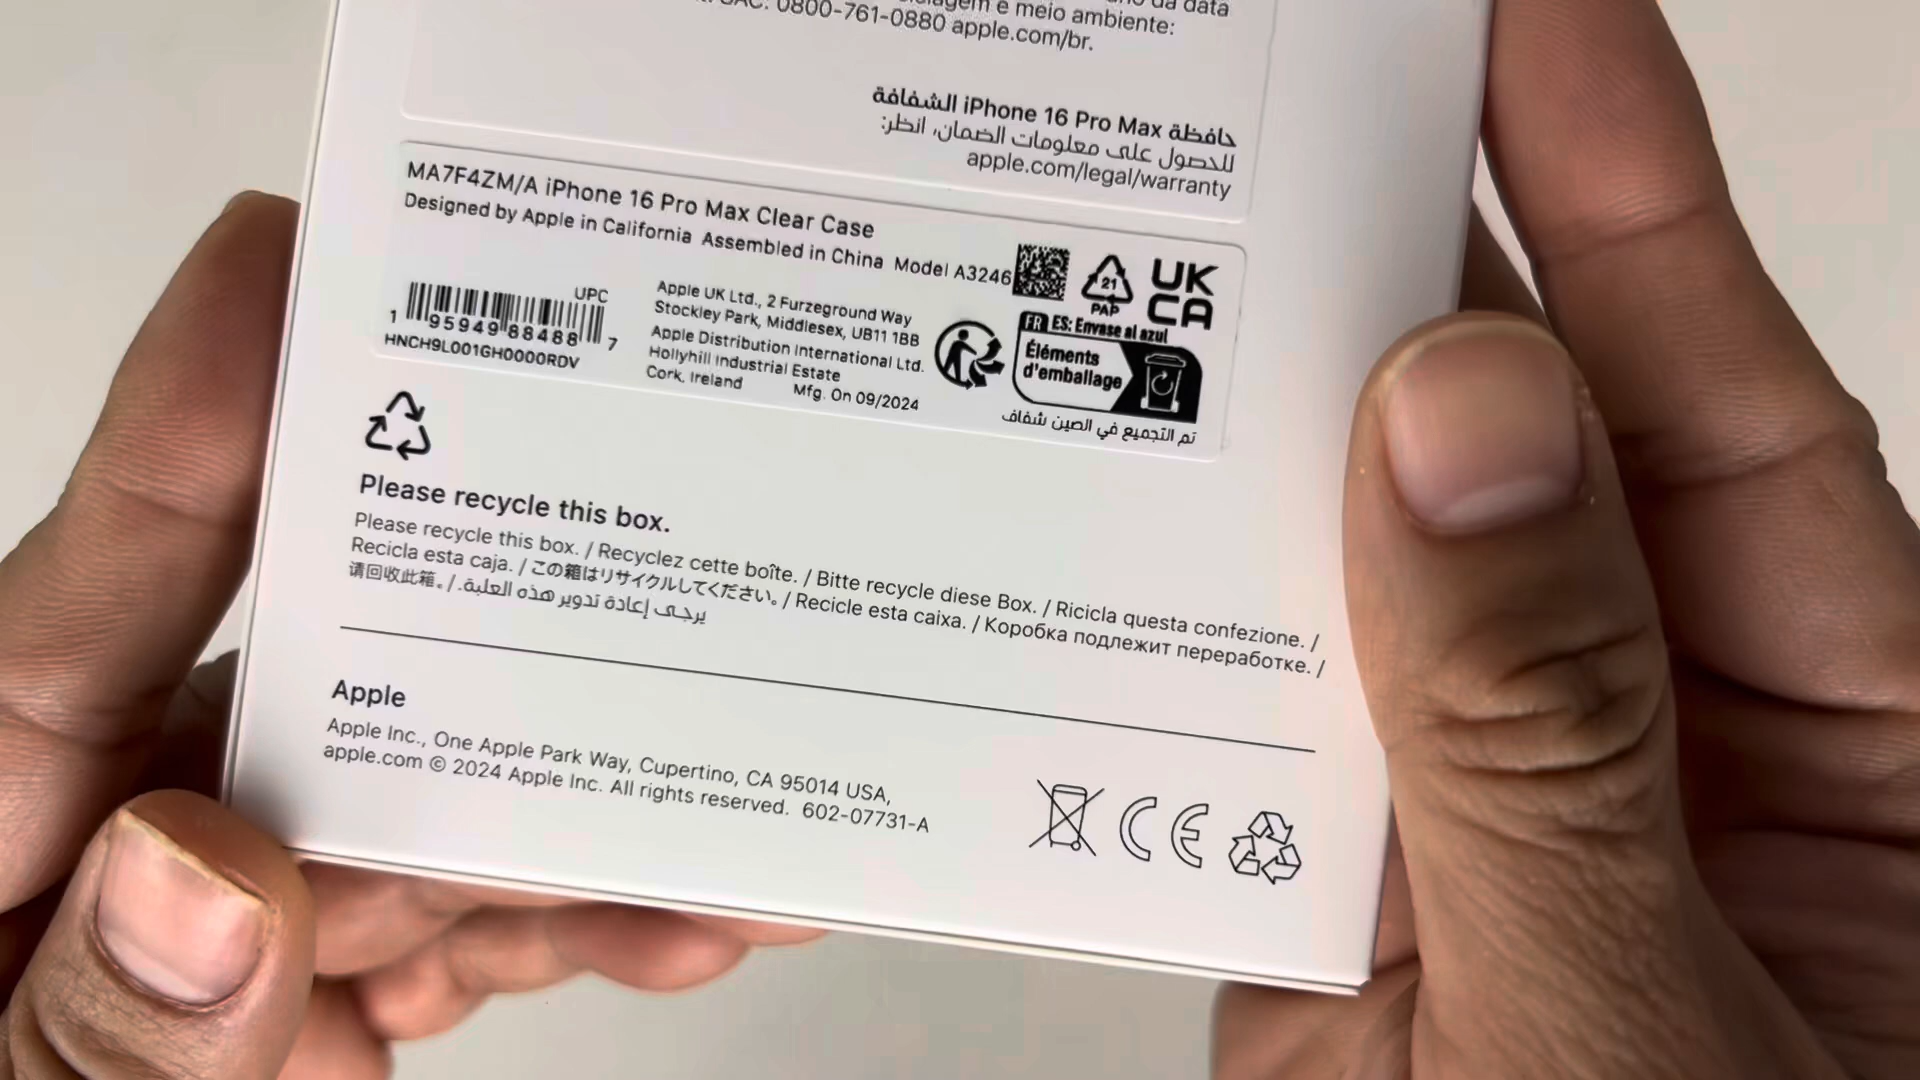 da data
e meio ambiente:
0800-761-0880 apple.com/br.
حافظة iPhone 16 Pro Max الشفافة
للحصول على معلومات الضمان، انظر:
apple.com/legal/warranty
MA7F4ZM/A iPhone 16 Pro Max Clear Case
Designed by Apple in California Assembled in China Model A3246
UPC
1 95949 88488 7
HNCH9L001GH0000RDV
Apple UK Ltd., 2 Furzeground Way
Stockley Park, Middlesex, UB11 1BB
Apple Distribution International Ltd.
Hollyhill Industrial Estate
Cork, Ireland Mfg. On 09/2024
21
PAP
UK
CA
FR ES: Envase al azul
Éléments
d'emballage
تم التجميع في الصين شفاف
Please recycle this box.
Please recycle this box. / Recyclez cette boîte. / Bitte recycle diese Box. / Ricicla questa confezione. /
Recicla esta caja. / この箱はリサイクルしてください。/ Recicle esta caixa. / Коробка подлежит переработке. /
请回收此箱。/ يرجى إعادة تدوير هذه العلبة.
Apple
Apple Inc., One Apple Park Way, Cupertino, CA 95014 USA,
apple.com © 2024 Apple Inc. All rights reserved. 602-07731-A
CE